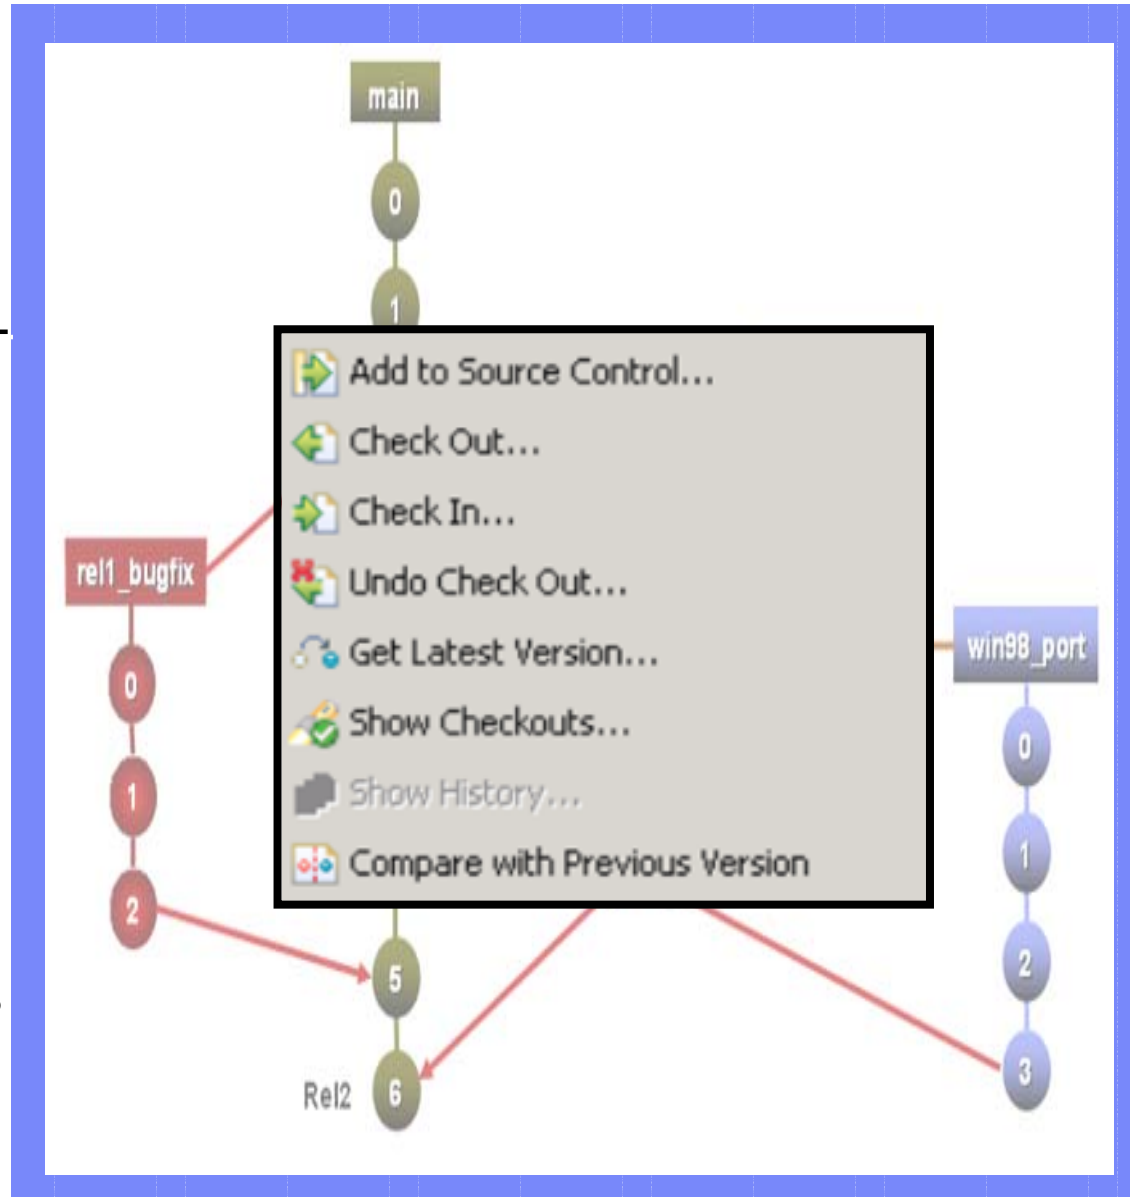 main
0
1
Add to Source Control...
Check Out...
Check In...
Undo Check Out...
Get Latest Version...
Show Checkouts...
Show History...
Compare with Previous Version
rel1_bugfix
0
1
2
win98_port
0
1
2
3
5
Rel2 6